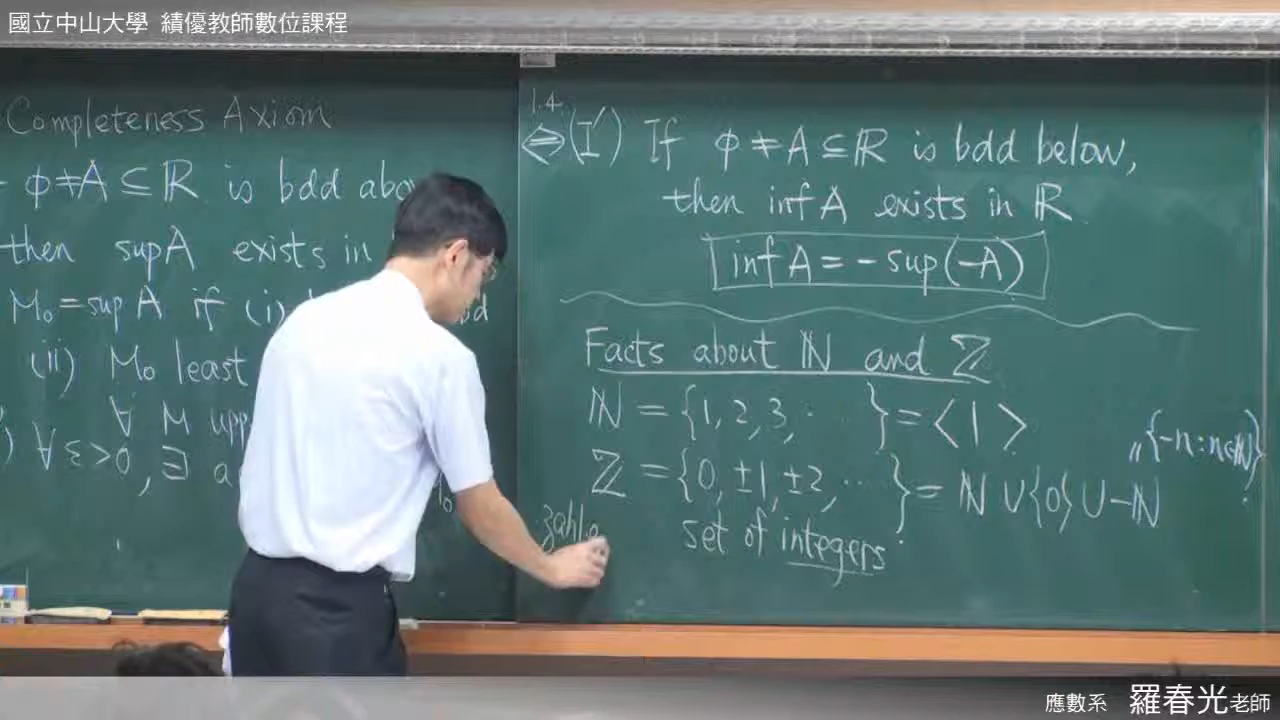 國立中山大學 績優教師數位課程
Completeness Axiom
φ≠A⊆ℝ is bdd abo
then sup A exists in
M₀=sup A if (i)
(ii) M₀ least
∀ M upp
∀ε<0, ∃ a
1.4.
⇔(I') If φ≠A⊆ℝ is bdd below,
then inf A exists in ℝ.
inf A = - sup(-A)
Facts about ℕ and ℤ
ℕ = {1, 2, 3, ⋯ } = <1>
ℤ = {0, ±1, ±2, ⋯ } = ℕ ∪ {0} ∪ -ℕ
{-n : n∈ℕ}
set of integers
zahle
應數系 羅春光老師